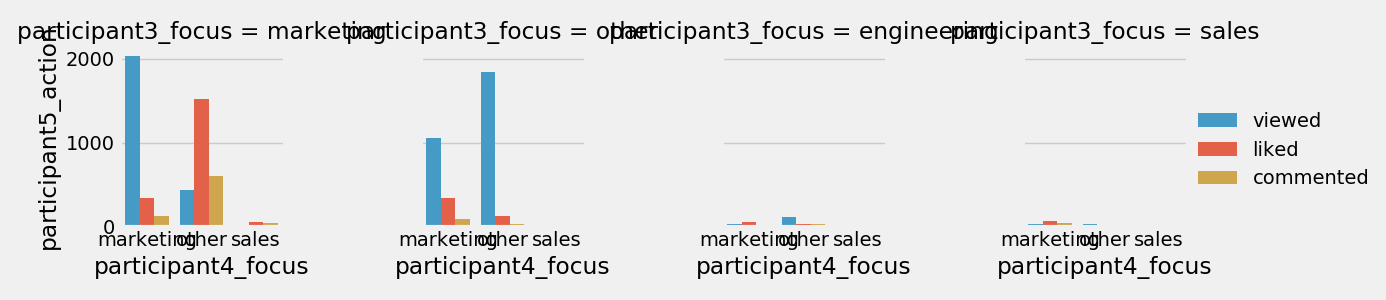 participant3_focus = marketing
participant3_focus = other
participant3_focus = engineering
participant3_focus = sales
participant5_action
2000
1000
0
marketing other sales
marketing other sales
marketing other sales
marketing other sales
participant4_focus
participant4_focus
participant4_focus
participant4_focus
viewed
liked
commented